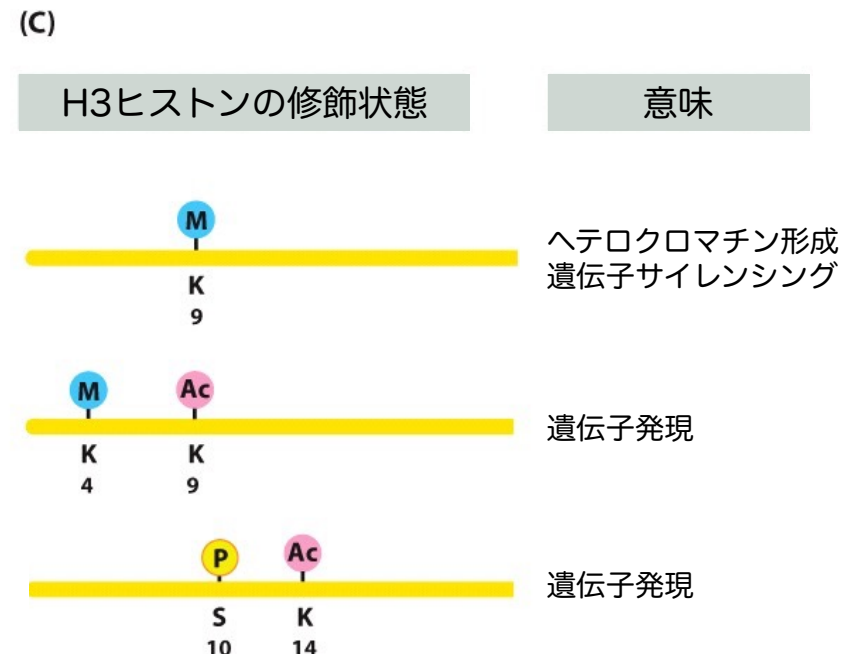 (C)
H3ヒストンの修飾状態
意味
M
K
9
ヘテロクロマチン形成
遺伝子サイレンシング
M Ac
K K
4 9
遺伝子発現
P Ac
S K
10 14
遺伝子発現